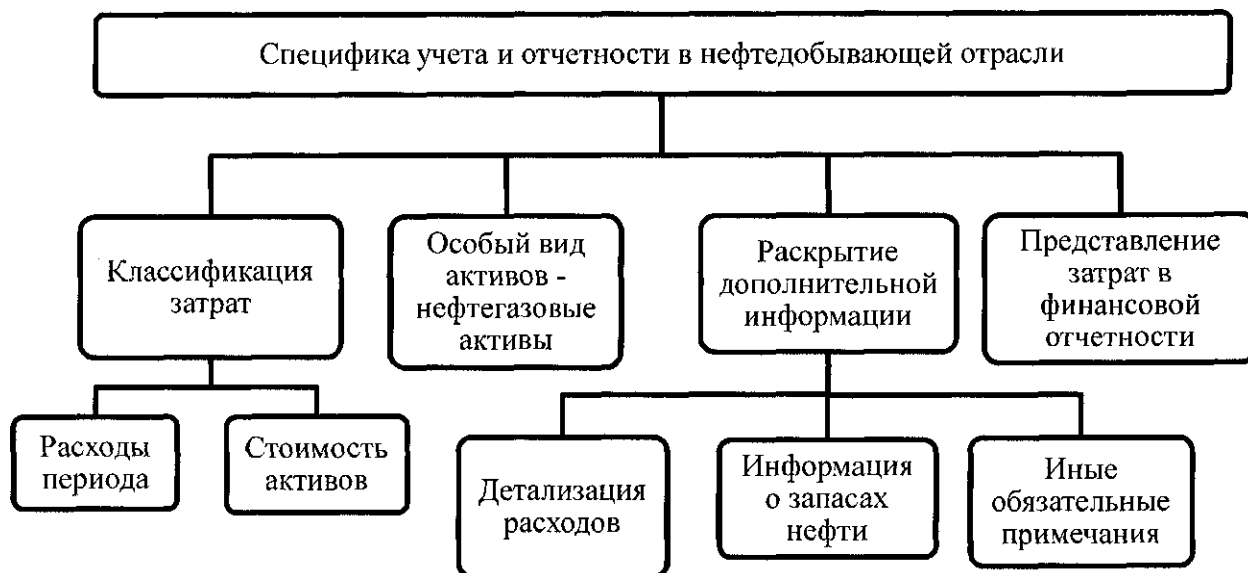 Специфика учета и отчетности в нефтедобывающей отрасли
Классификация
затрат
Особый вид
активов -
нефтегазовые
активы
Раскрытие
дополнительной
информации
Представление
затрат в
финансовой
отчетности
Расходы
периода
Стоимость
активов
Детализация
расходов
Информация
о запасах
нефти
Иные
обязательные
примечания